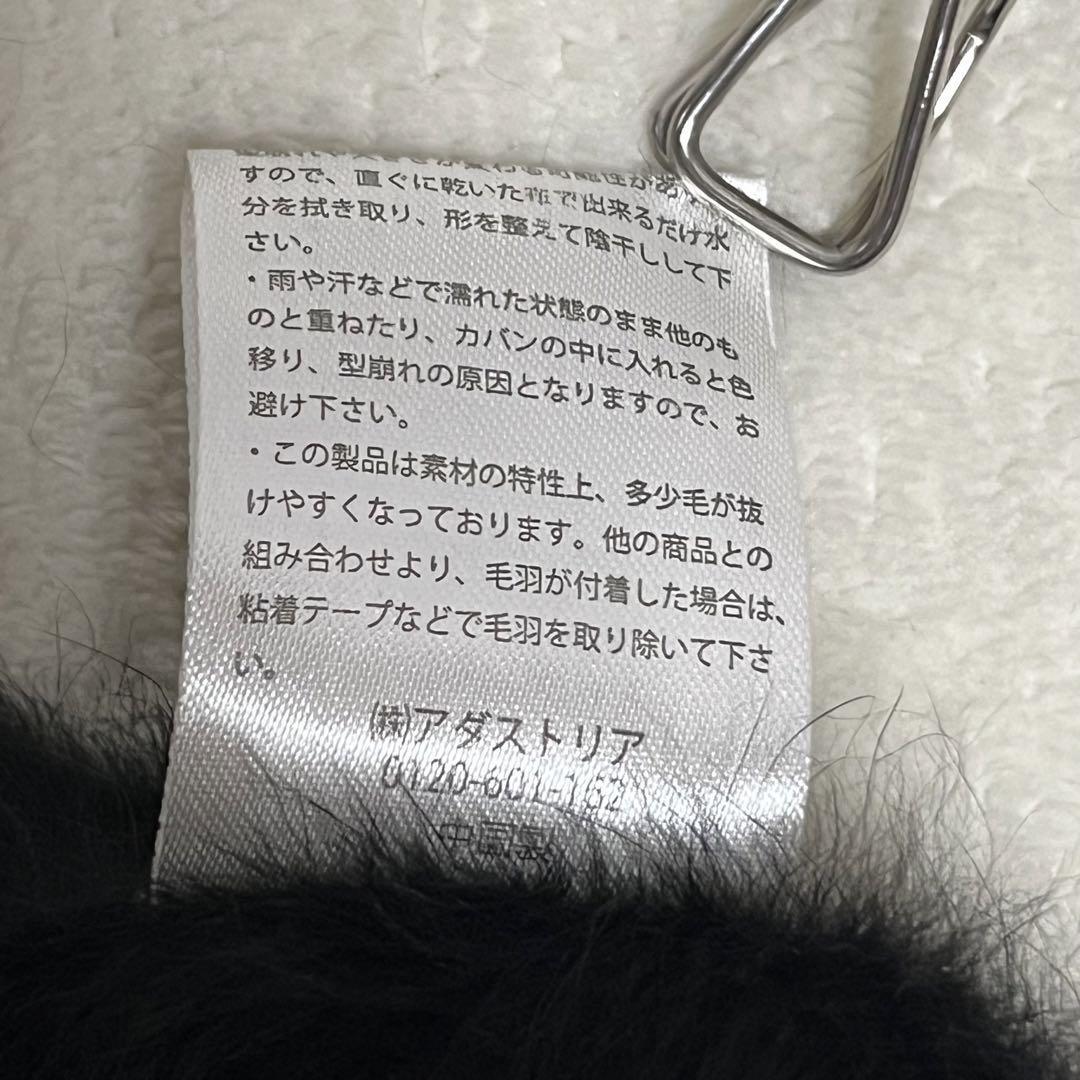 すので、直ぐに乾いた布で出来るだけ水
分を拭き取り、形を整えて陰干しして下
さい。
・雨や汗などで濡れた状態のまま他のも
のと重ねたり、カバンの中に入れると色
移り、型崩れの原因となりますので、お
避け下さい。
・この製品は素材の特性上、多少毛が抜
けやすくなっております。他の商品との
組み合わせより、毛羽が付着した場合は、
粘着テープなどで毛羽を取り除いて下さ
い。
㈱アダストリア
0120-601-162
中国製